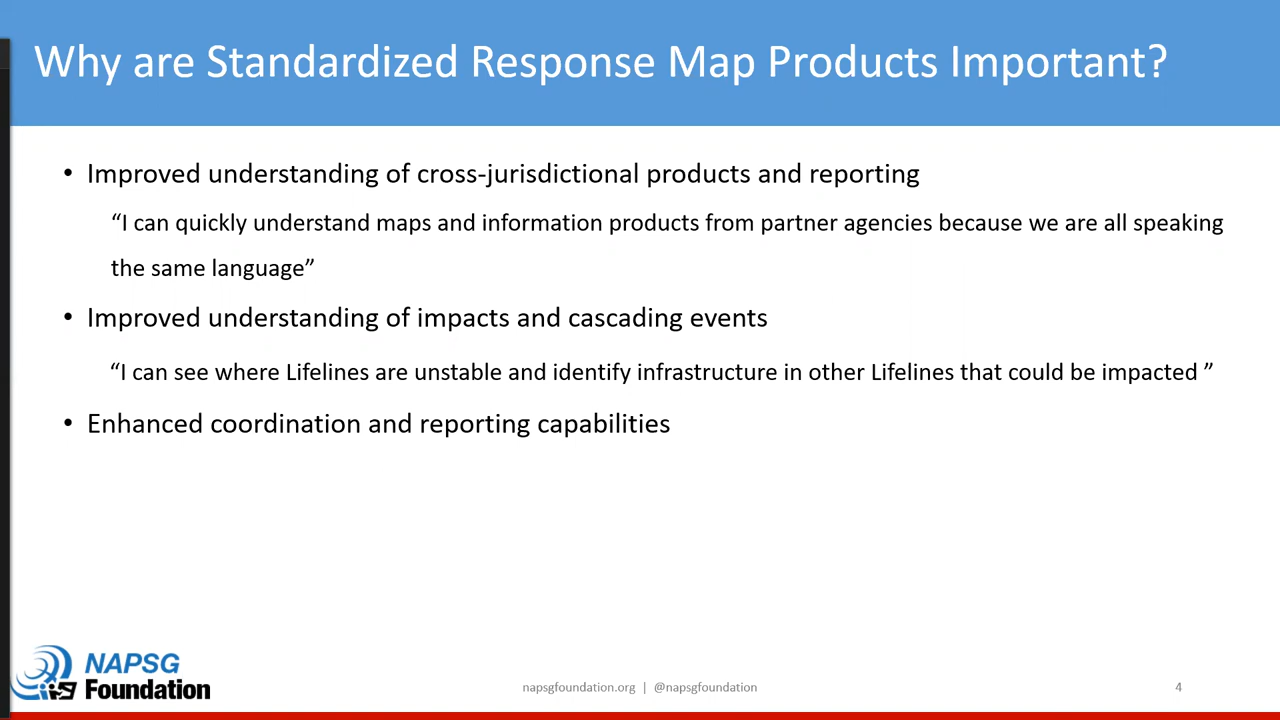 Why are Standardized Response Map Products Important?
• Improved understanding of cross-jurisdictional products and reporting
“I can quickly understand maps and information products from partner agencies because we are all speaking
the same language”
• Improved understanding of impacts and cascading events
“I can see where Lifelines are unstable and identify infrastructure in other Lifelines that could be impacted ”
• Enhanced coordination and reporting capabilities
NAPSG
Foundation
napsgfoundation.org | @napsgfoundation
4